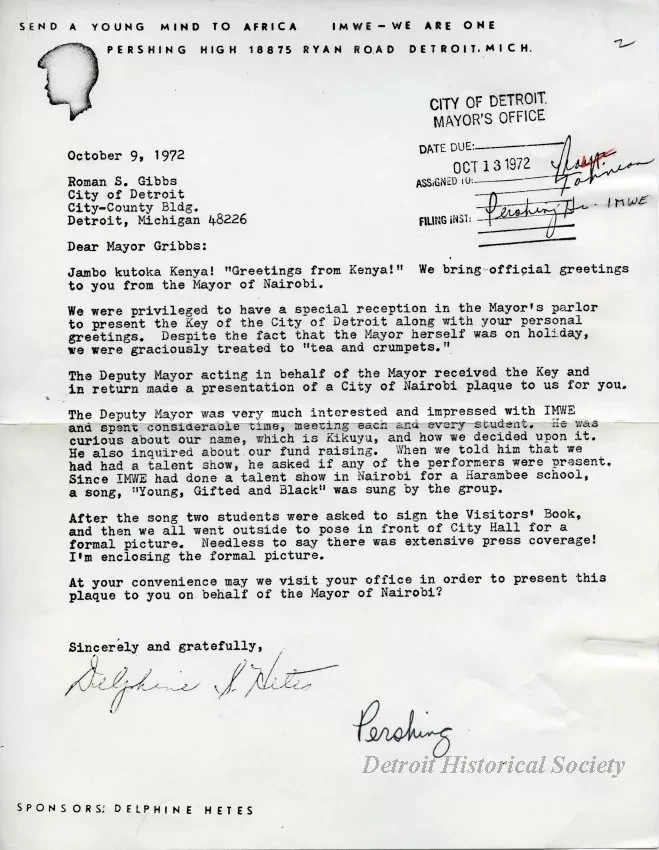 SEND A YOUNG MIND TO AFRICA IMWE - WE ARE ONE
PERSHING HIGH 18875 RYAN ROAD DETROIT, MICH.
2
CITY OF DETROIT
MAYOR'S OFFICE
DATE DUE:
OCT 13 1972
ASSIGNED TO: Johnson
FILING INST: Pershing Hi - IMWE
October 9, 1972
Roman S. Gibbs
City of Detroit
City-County Bldg.
Detroit, Michigan 48226
Dear Mayor Gribbs:
Jambo kutoka Kenya! "Greetings from Kenya!" We bring official greetings
to you from the Mayor of Nairobi.
We were privileged to have a special reception in the Mayor's parlor
to present the Key of the City of Detroit along with your personal
greetings. Despite the fact that the Mayor herself was on holiday,
we were graciously treated to "tea and crumpets."
The Deputy Mayor acting in behalf of the Mayor received the Key and
in return made a presentation of a City of Nairobi plaque to us for you.
The Deputy Mayor was very much interested and impressed with IMWE
and spent considerable time, meeting each and every student. He was
curious about our name, which is Kikuyu, and how we decided upon it.
He also inquired about our fund raising. When we told him that we
had had a talent show, he asked if any of the performers were present.
Since IMWE had done a talent show in Nairobi for a Harambee school,
a song, "Young, Gifted and Black" was sung by the group.
After the song two students were asked to sign the Visitors' Book,
and then we all went outside to pose in front of City Hall for a
formal picture. Needless to say there was extensive press coverage!
I'm enclosing the formal picture.
At your convenience may we visit your office in order to present this
plaque to you on behalf of the Mayor of Nairobi?
Sincerely and gratefully,
Delphine S. Hetes
Pershing
Detroit Historical Society
SPONSORS: DELPHINE HETES